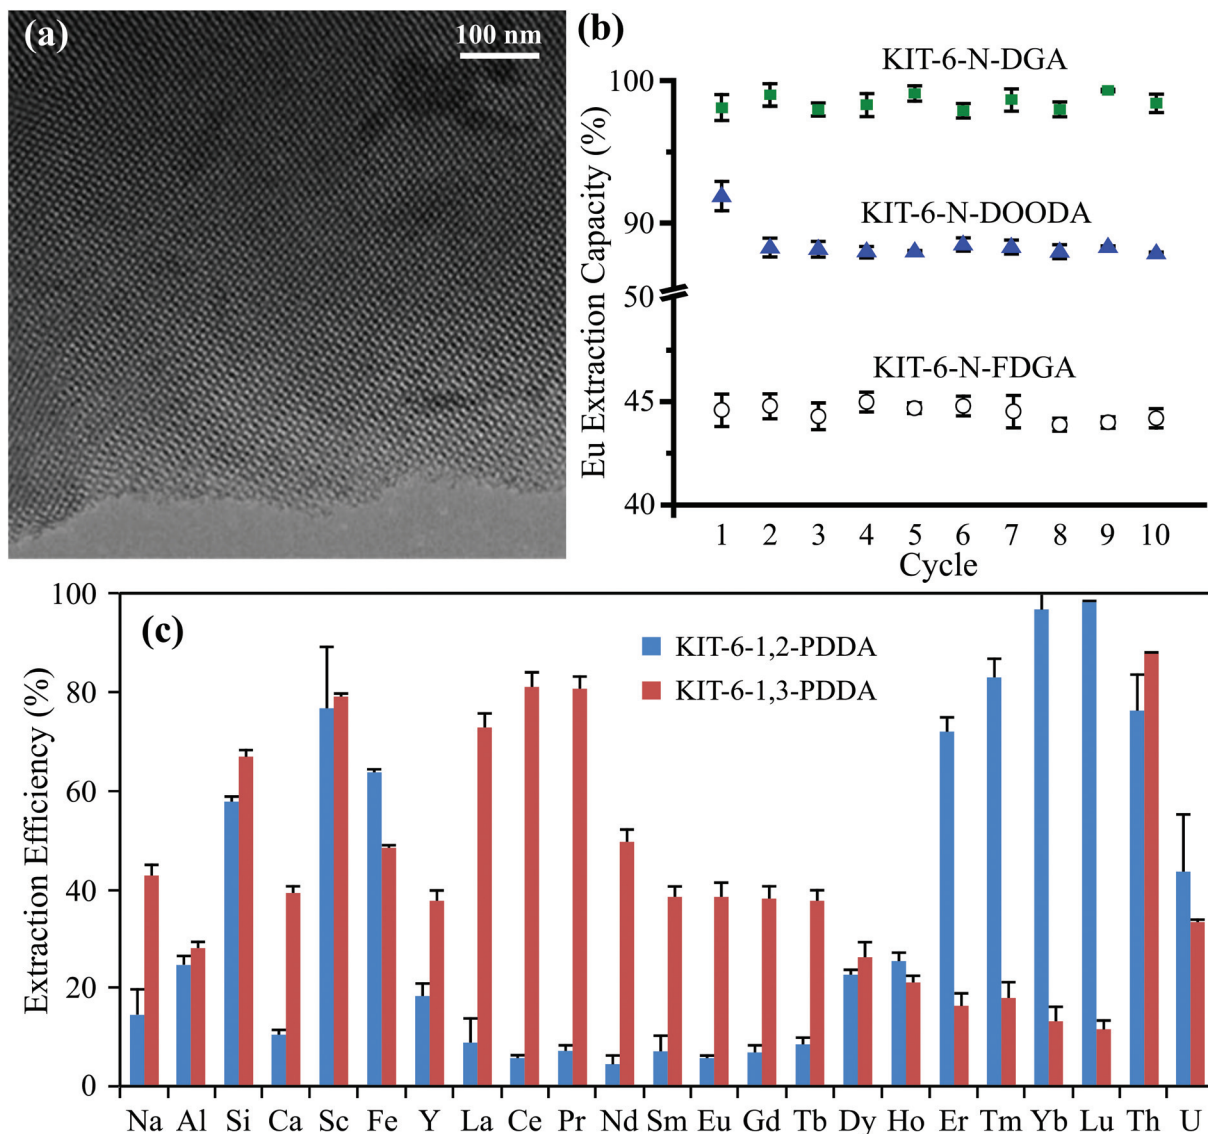 (a)
100 nm
(b)
Eu Extraction Capacity (%)
100
90
50
45
40
KIT-6-N-DGA
KIT-6-N-DOODA
KIT-6-N-FDGA
1 2 3 4 5 6 7 8 9 10
Cycle
(c)
Extraction Efficiency (%)
100
80
60
40
20
0
KIT-6-1,2-PDDA
KIT-6-1,3-PDDA
Na Al Si Ca Sc Fe Y La Ce Pr Nd Sm Eu Gd Tb Dy Ho Er Tm Yb Lu Th U